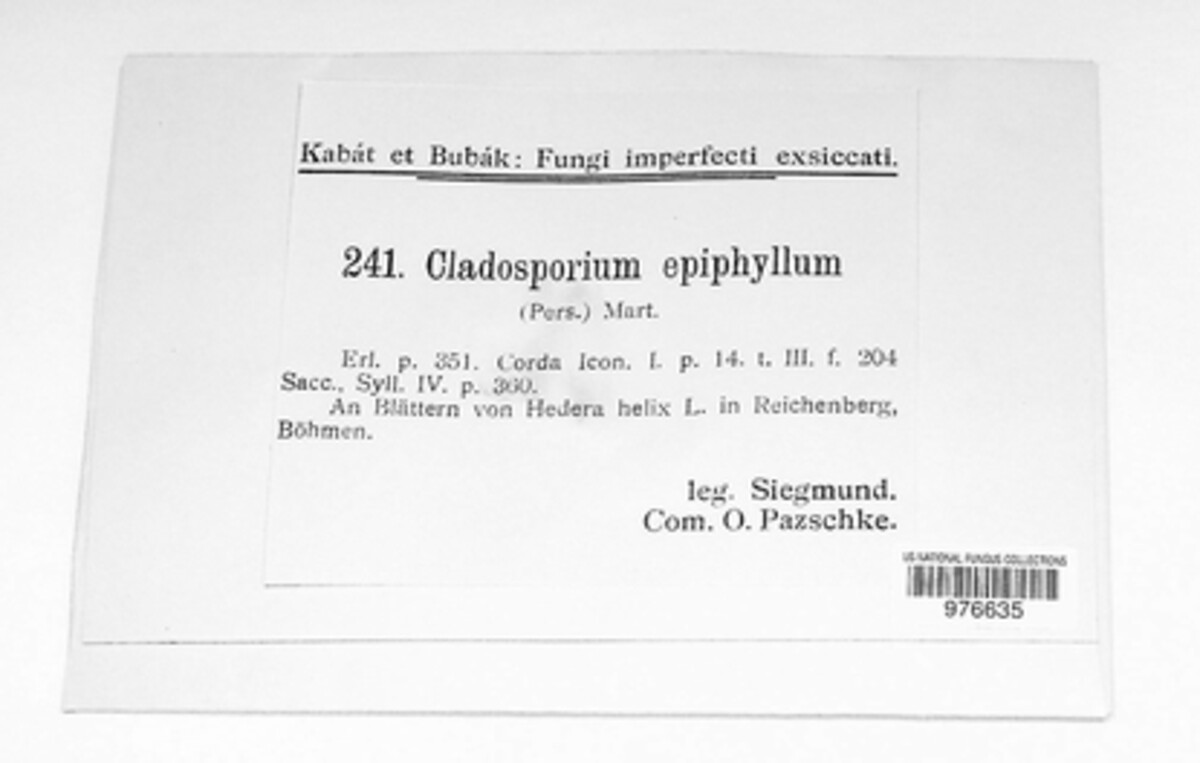 Kabát et Bubák: Fungi imperfecti exsiccati.
241. Cladosporium epiphyllum
(Pers.) Mart.
Erl. p. 351. Corda Icon. I. p. 14. t. III. f. 204
Sacc., Syll. IV. p. 360.
An Blättern von Hedera helix L. in Reichenberg,
Böhmen.
leg. Siegmund.
Com. O. Pazschke.
US NATIONAL FUNGUS COLLECTIONS
976635